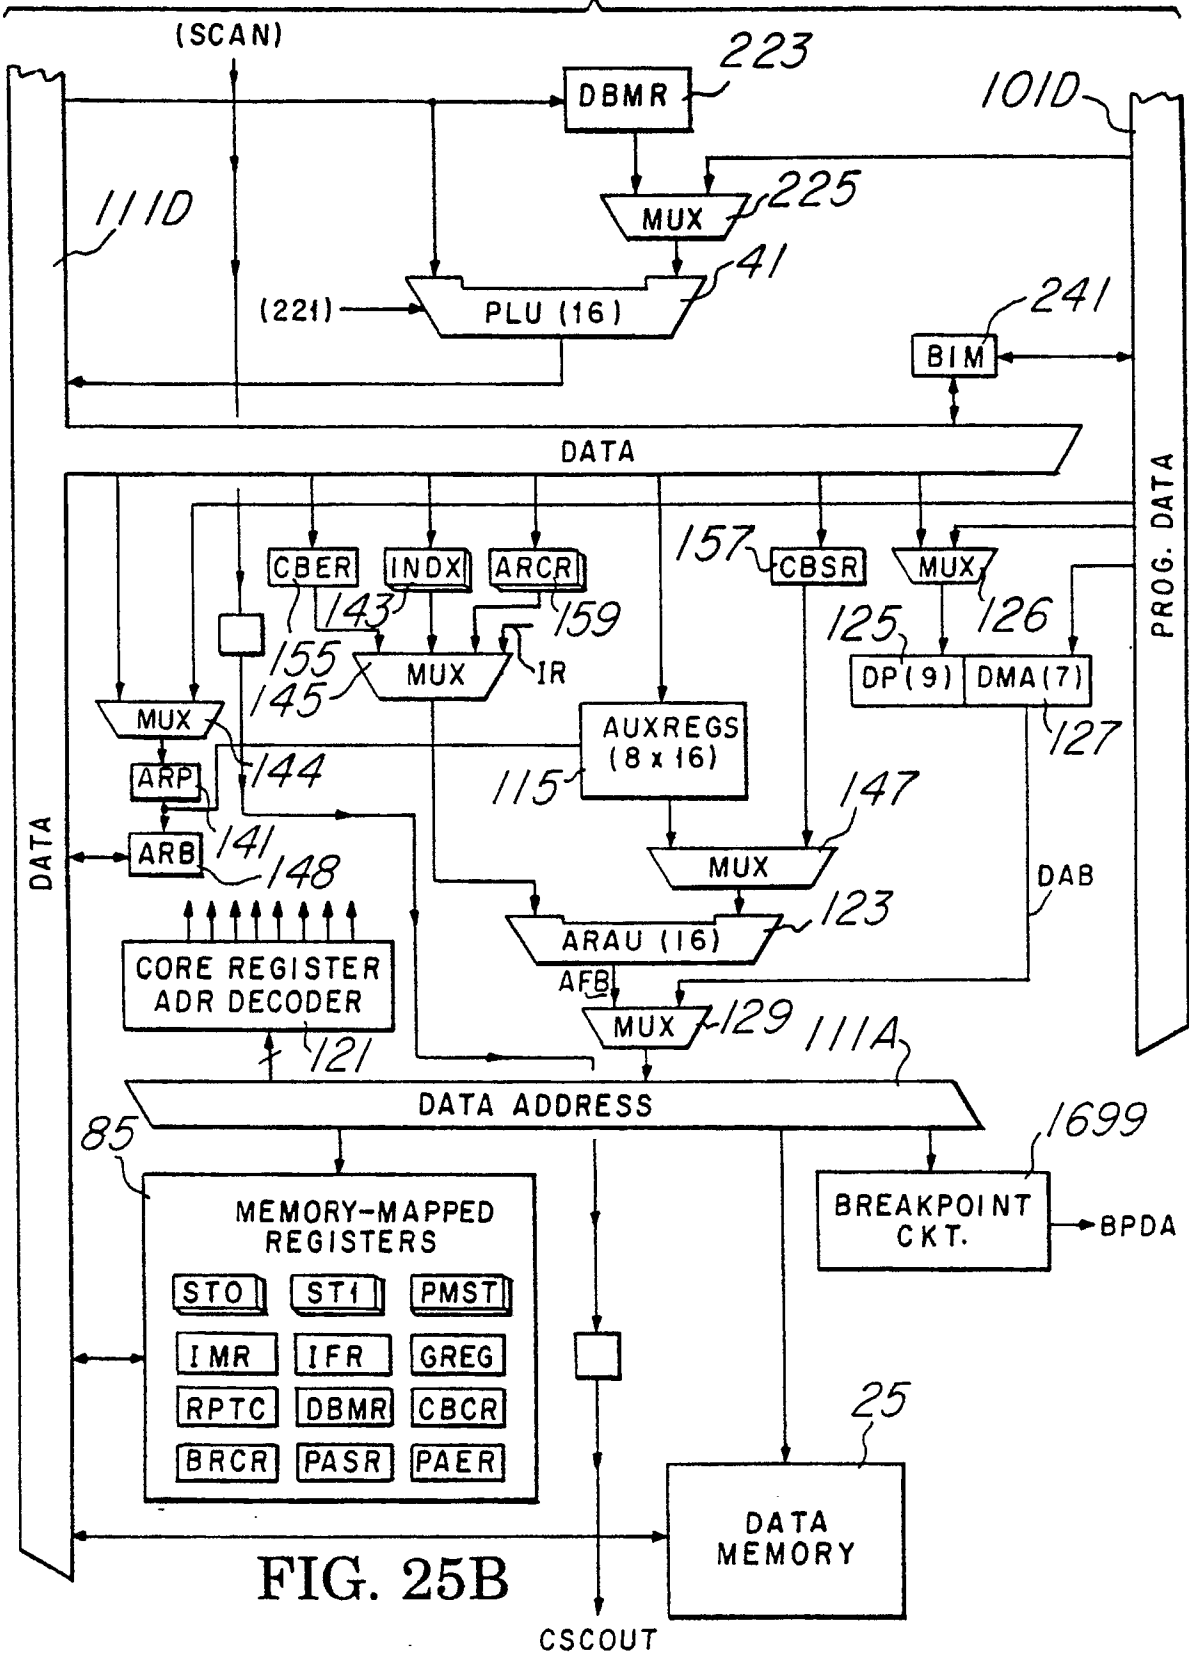 (SCAN)
223
DBMR
101D
111D
225
MUX
41
(221)
PLU (16)
241
BIM
DATA
PROG. DATA
CBER
INDX
ARCR
157
CBSR
MUX
143
159
126
155
125
145
MUX
IR
DP(9)
DMA(7)
MUX
AUXREGS
(8 x 16)
127
144
115
ARP
147
141
DATA
ARB
148
MUX
DAB
123
ARAU (16)
CORE REGISTER
ADR DECODER
AFB
MUX
129
121
111A
DATA ADDRESS
85
1699
MEMORY-MAPPED
REGISTERS
BREAKPOINT
CKT.
BPDA
ST0
ST1
PMST
IMR
IFR
GREG
RPTC
DBMR
CBCR
25
BRCR
PASR
PAER
DATA
MEMORY
FIG. 25B
CSCOUT